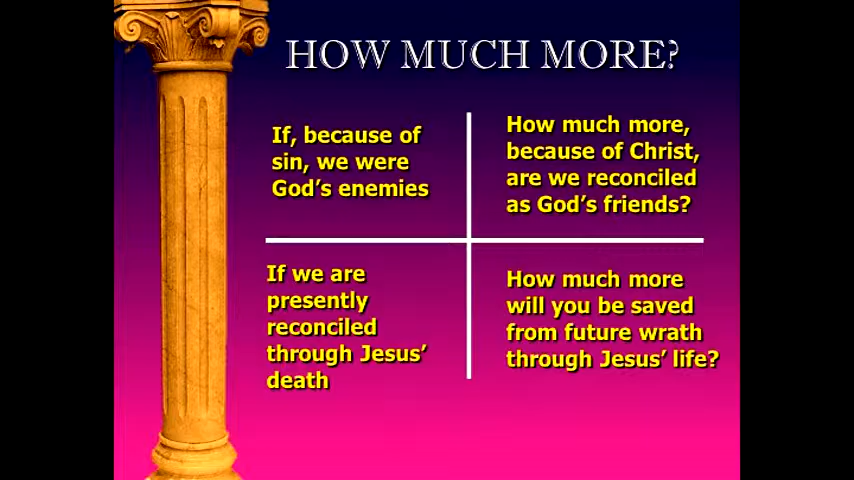 HOW MUCH MORE?
If, because of
sin, we were
God's enemies
How much more,
because of Christ,
are we reconciled
as God's friends?
If we are
presently
reconciled
through Jesus'
death
How much more
will you be saved
from future wrath
through Jesus' life?